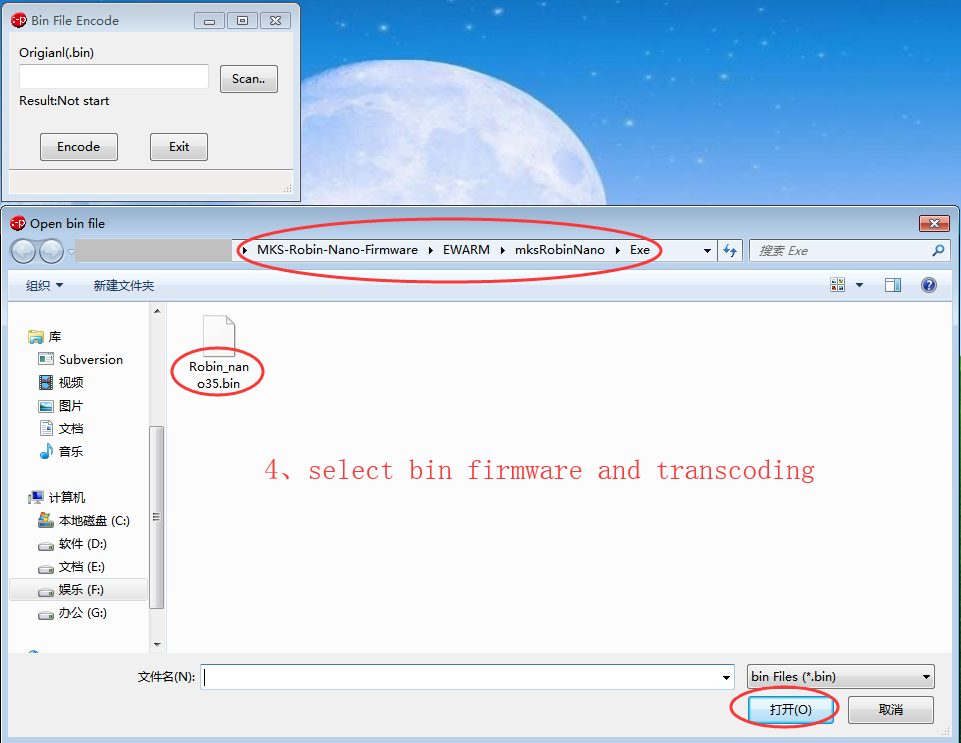 Bin File Encode
Origianl(.bin)
Scan..
Result:Not start
Encode
Exit
Open bin file
MKS-Robin-Nano-Firmware
EWARM
mksRobinNano
Exe
搜索 Exe
组织
新建文件夹
库
Subversion
视频
图片
文档
音乐
计算机
本地磁盘 (C:)
软件 (D:)
文档 (E:)
娱乐 (F:)
办公 (G:)
Robin_nan
o35.bin
4、select bin firmware and transcoding
文件名(N):
bin Files (*.bin)
打开(O)
取消